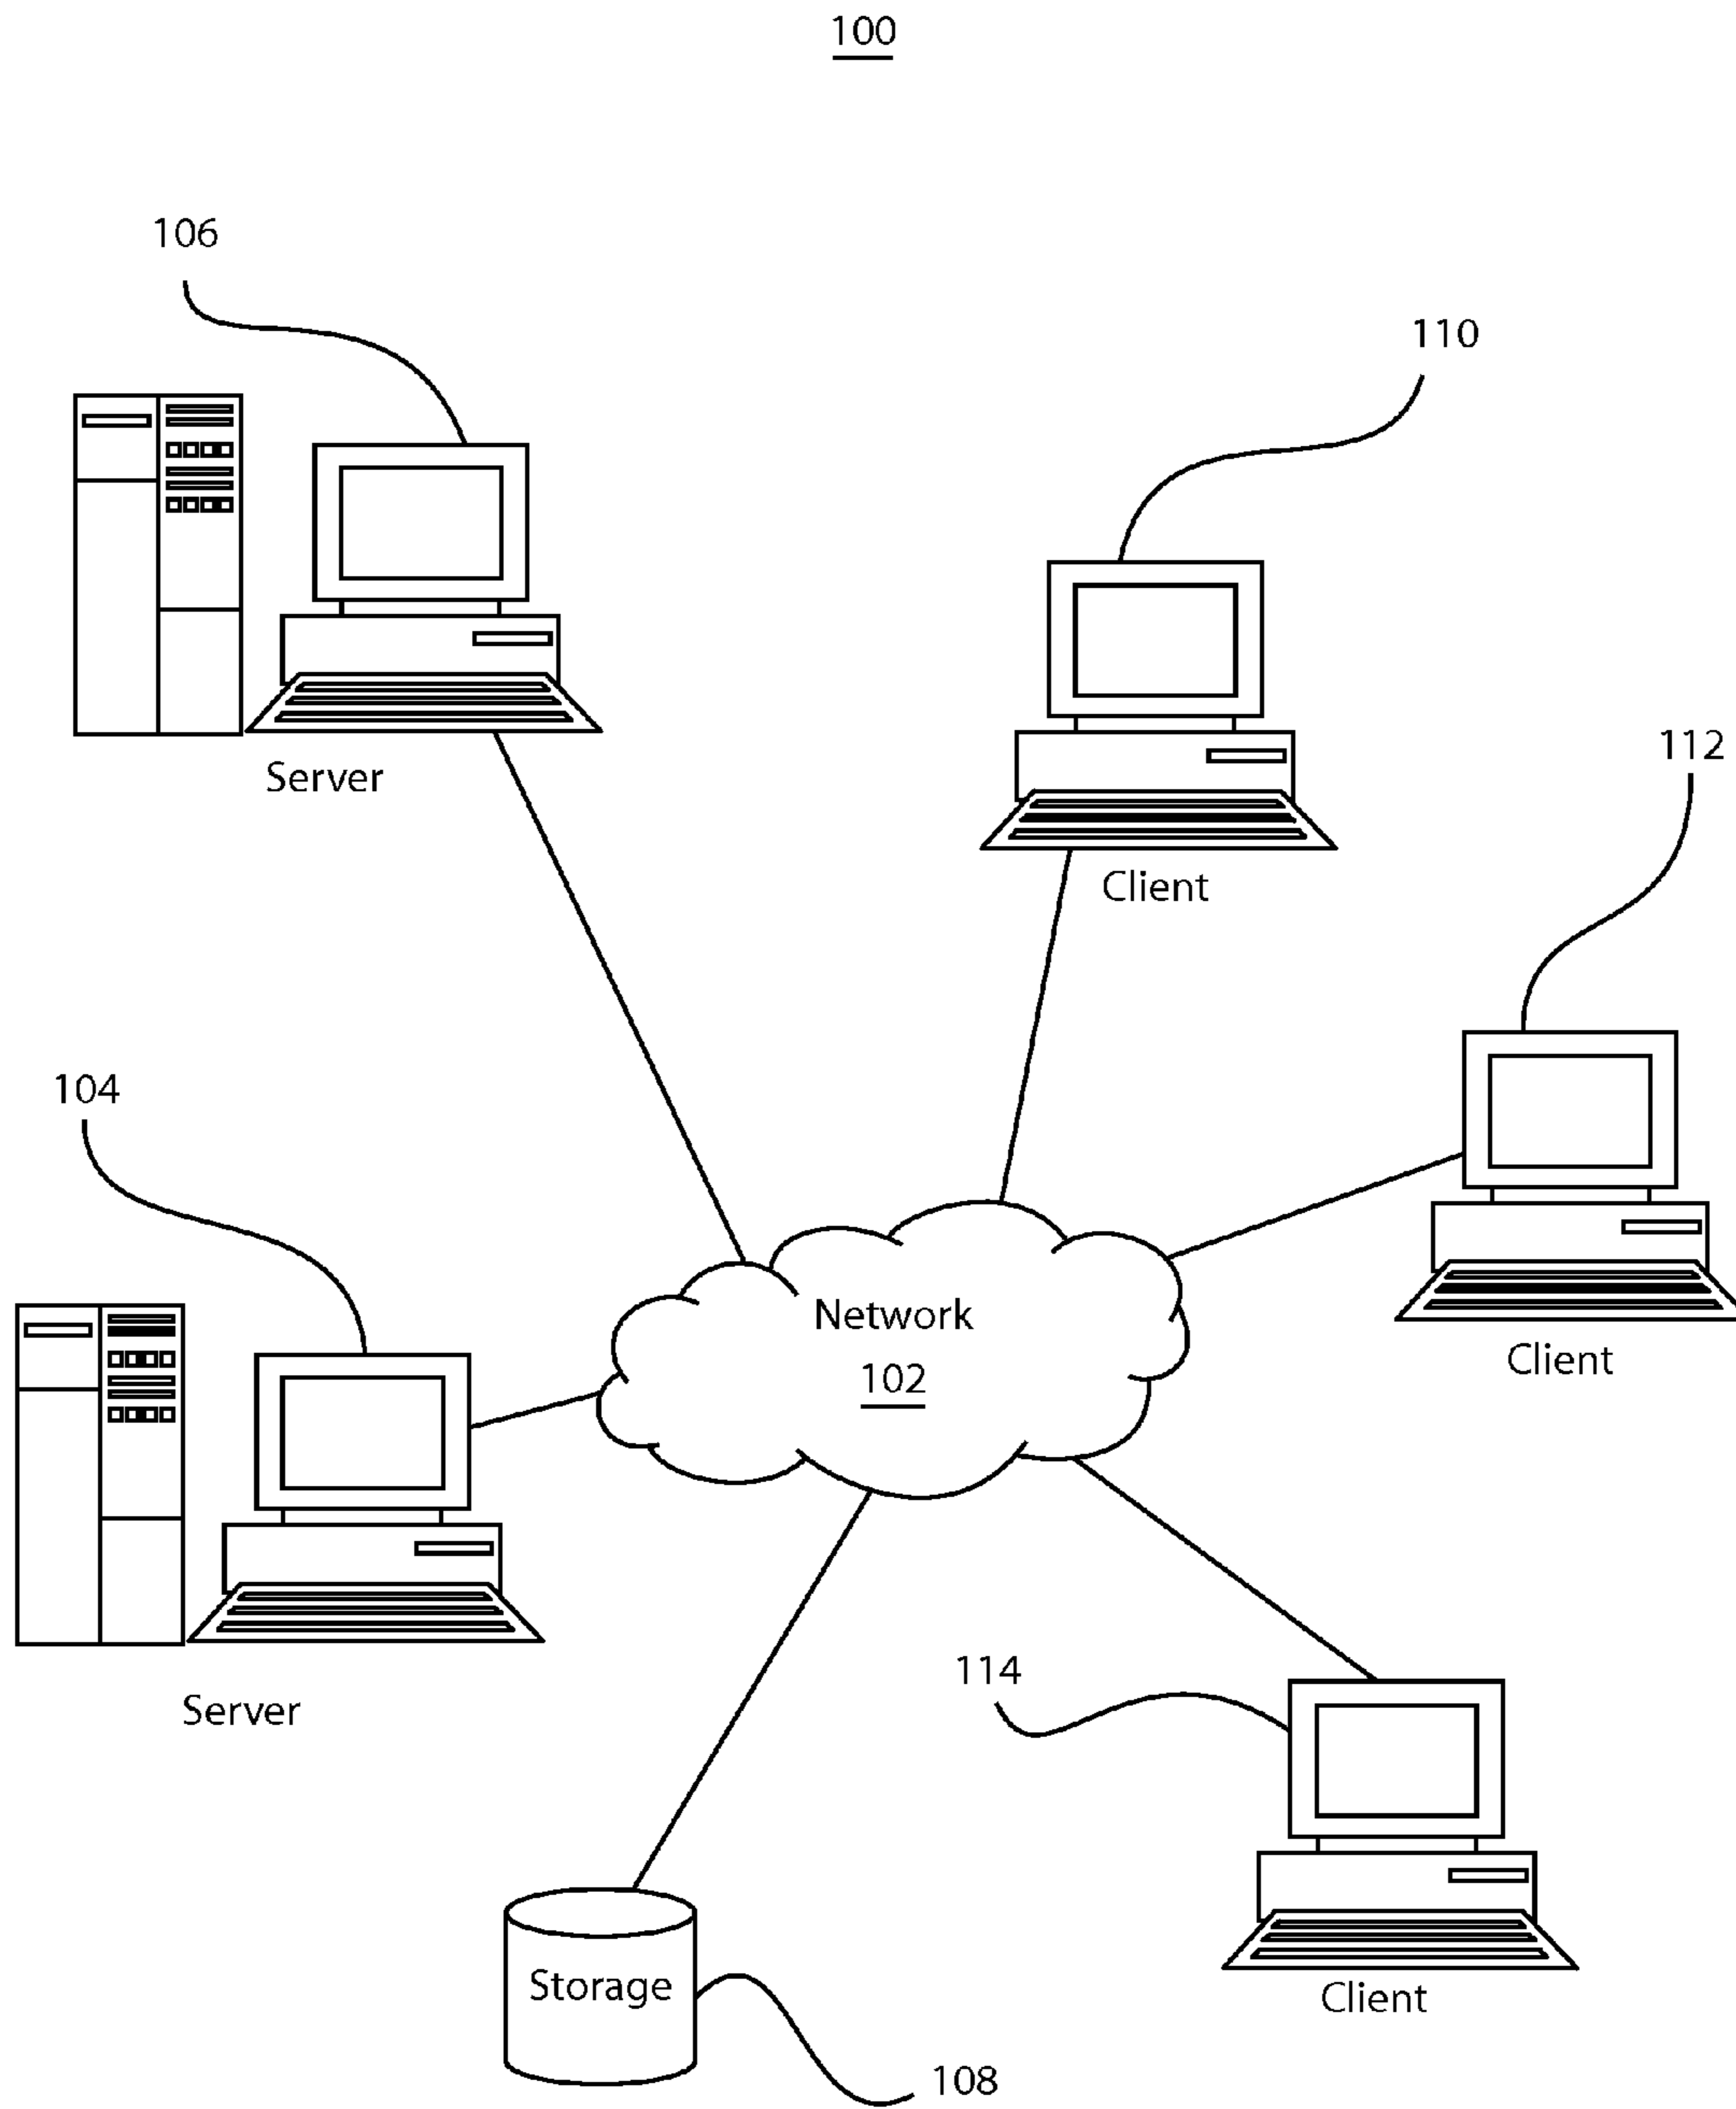 100
106
110
112
Server
Client
104
Network
102
Client
114
Server
Storage
Client
108